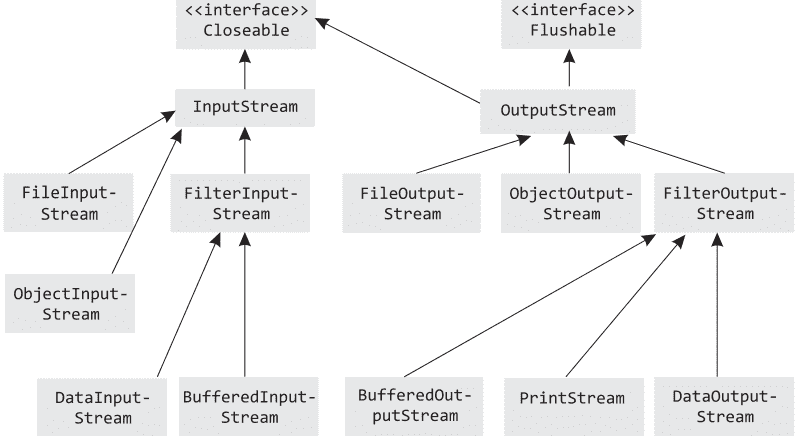 <<interface>>
Closeable
<<interface>>
Flushable
InputStream
OutputStream
FileInput-
Stream
FilterInput-
Stream
FileOutput-
Stream
ObjectOutput-
Stream
FilterOutput-
Stream
ObjectInput-
Stream
DataInput-
Stream
BufferedInput-
Stream
BufferedOut-
putStream
PrintStream
DataOutput-
Stream